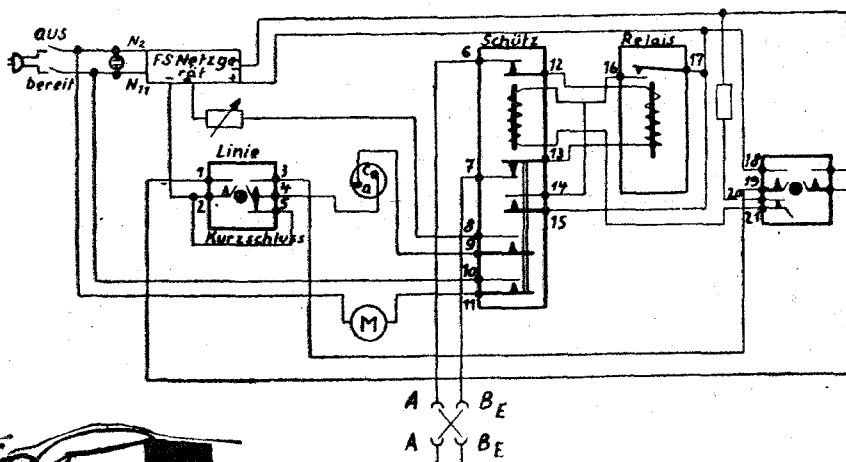 aus
bereit
N2
N11
FS Netzge
rät
- +
Schütz
Relais
6
12
16
17
7
13
14
15
8
9
10
11
Linie
1
2
3
4
5
Kurzschluss
c
a
M
18
19
20
21
A BE
A BE